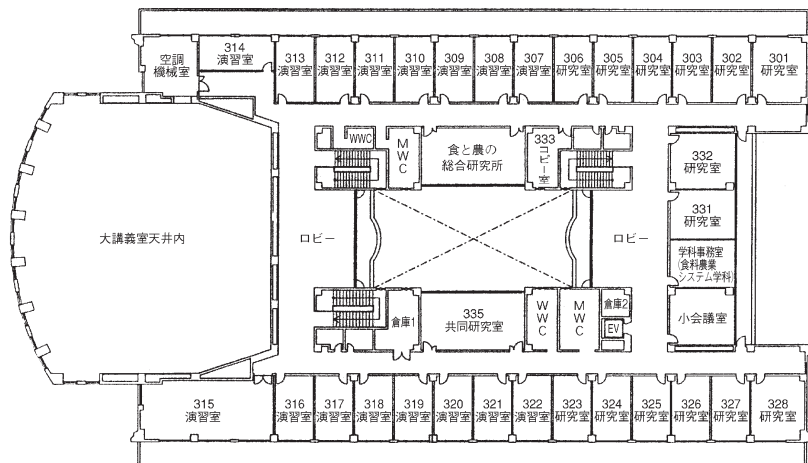 空調
機械室
314
演習室
313
演習室
312
演習室
311
演習室
310
演習室
309
演習室
308
演習室
307
演習室
306
研究室
305
研究室
304
研究室
303
研究室
302
研究室
301
研究室
WWC
MWC
食と農の
総合研究所
333
コピー室
332
研究室
331
研究室
学科事務室
(食料農業
システム学科)
小会議室
大講義室天井内
ロビー
ロビー
倉庫1
335
共同研究室
WWC
MWC
倉庫2
EV
315
演習室
316
演習室
317
演習室
318
演習室
319
演習室
320
演習室
321
演習室
322
演習室
323
研究室
324
研究室
325
研究室
326
研究室
327
研究室
328
研究室